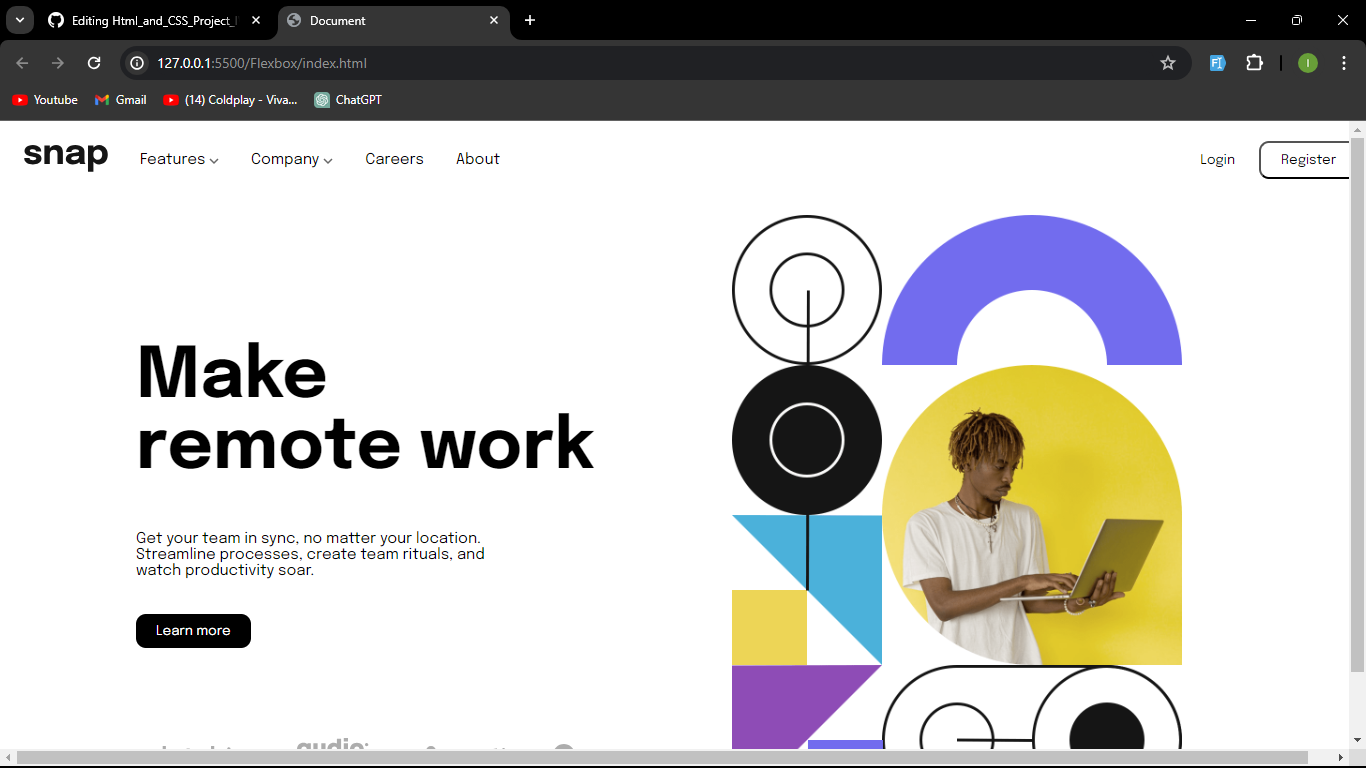 Editing Html_and_CSS_Project_
Document
127.0.0.1:5500/Flexbox/index.html
I
Youtube
Gmail
(14) Coldplay - Viva...
ChatGPT
snap
Features
Company
Careers
About
Login
Register
Make
remote work
Get your team in sync, no matter your location.
Streamline processes, create team rituals, and
watch productivity soar.
Learn more
audio